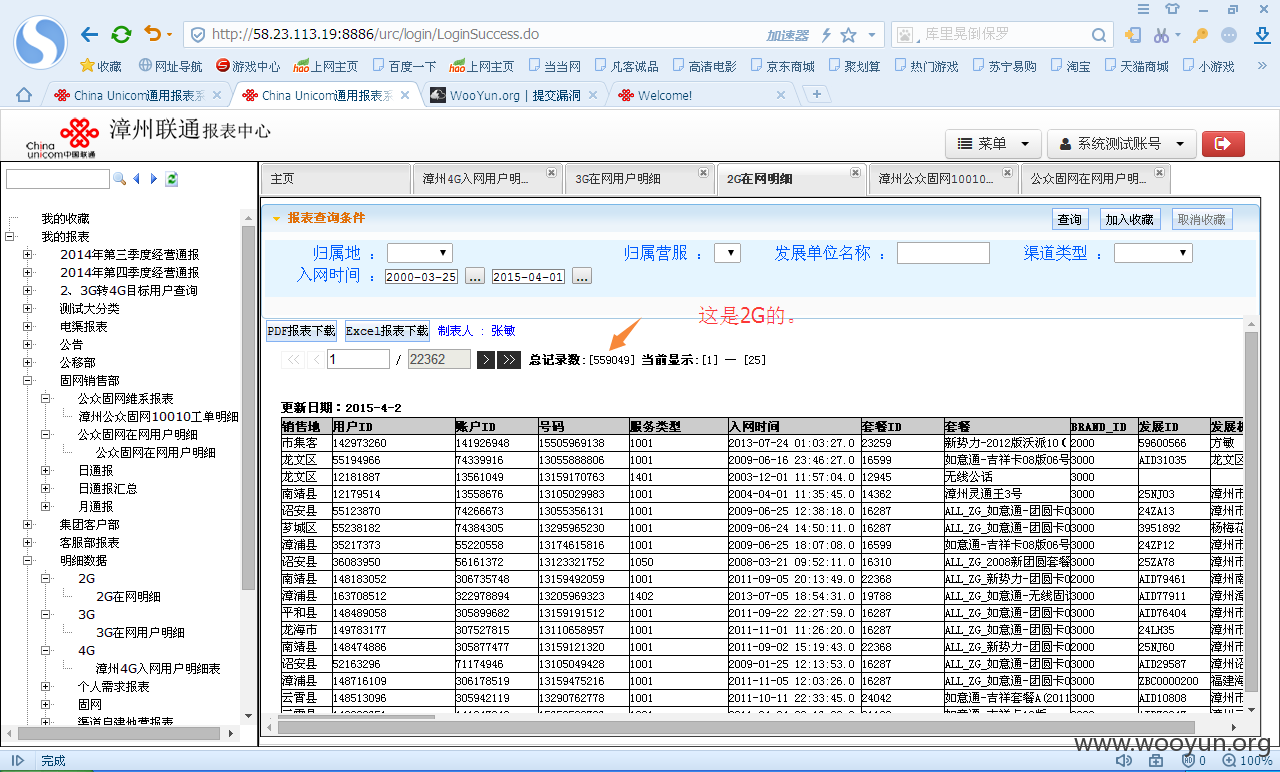 http://58.23.113.19:8886/urc/login/LoginSuccess.do
加速器
库里晃倒保罗
收藏 网址导航 游戏中心 上网主页 百度一下 上网主页 当当网 凡客诚品 高清电影 京东商城 聚划算 热门游戏 苏宁易购 淘宝 天猫商城 小游戏
China Unicom通用报表系
China Unicom通用报表系
WooYun.org | 提交漏洞
Welcome!
China unicom中国联通
漳州联通报表中心
菜单
系统测试账号
主页
漳州4G入网用户明...
3G在网用户明细
2G在网明细
漳州公众固网10010...
公众固网在网用户明...
我的收藏
我的报表
2014年第三季度经营通报
2014年第四季度经营通报
2、3G转4G目标用户查询
测试大分类
电渠报表
公告
公移部
固网销售部
公众固网维系报表
漳州公众固网10010工单明细
公众固网在网用户明细
公众固网在网用户明细
日通报
日通报汇总
月通报
集团客户部
客服部报表
明细数据
2G
2G在网明细
3G
3G在网用户明细
4G
漳州4G入网用户明细表
个人需求报表
固网
渠道自建他营报表
报表查询条件
查询 加入收藏 取消收藏
归属地 ： 归属营服 ： 发展单位名称 ： 渠道类型 ：
入网时间 ： 2000-03-25 ... 2015-04-01 ...
这是2G的。
PDF报表下载 Excel报表下载 制表人 : 张敏
<< < 1 / 22362 > >> 总记录数:[559049] 当前显示:[1] — [25]
更新日期：2015-4-2
销售地 用户ID 账户ID 号码 服务类型 入网时间 套餐ID 套餐 BRAND_ID 发展ID
市集客 142973260 141926948 15505969138 1001 2013-07-24 01:03:27.0 23259 新势力-2012版沃派10( 2000 59600566 方敏
龙文区 55194966 74339916 13055888806 1001 2009-06-16 23:46:27.0 16599 如意通-吉祥卡08版06号 3000 AID31035 龙文区
龙文区 12181887 13561049 13159170763 1401 2003-12-01 11:57:04.0 12945 无线公话 3000
南靖县 12179514 13558676 13105029983 1001 2004-04-01 11:35:45.0 14362 漳州灵通王3号 3000 25NJ03 漳州市
诏安县 55123870 74266673 13055356131 1001 2009-06-25 12:38:18.0 16287 ALL_ZG_如意通-团圆卡0 3000 24ZA13 漳州市
芗城区 55238182 74384305 13295965230 1001 2009-06-24 14:50:11.0 16287 ALL_ZG_如意通-团圆卡0 3000 3951892 杨梅花
漳浦县 35217373 55220558 13174615816 1001 2009-06-25 18:07:08.0 16599 如意通-吉祥卡08版06号 3000 24ZP12 漳州市
诏安县 36083950 56161372 13123321752 1050 2008-03-21 09:52:11.0 16310 ALL_ZG_2008新团圆套餐 3000 25ZA78 漳州市
南靖县 148183052 306735748 13159492059 1001 2011-09-05 20:13:49.0 22368 ALL_ZG_新势力-团圆卡0 2000 AID79461 漳州南
漳浦县 163708512 322978894 13205969323 1402 2013-07-05 18:54:31.0 19788 ALL_ZG_如意通-无线固话 3000 AID77911 漳州漳
平和县 148489058 305899682 13159191512 1001 2011-09-22 22:27:59.0 16287 ALL_ZG_如意通-团圆卡0 3000 AID76404 漳州市
龙海市 149783177 307527815 13110658957 1001 2011-11-01 11:26:20.0 16287 ALL_ZG_如意通-团圆卡0 3000 24LH35 漳州市
南靖县 148474886 305877477 13159121320 1001 2011-09-02 15:19:43.0 22368 ALL_ZG_新势力-团圆卡0 2000 25NJ60 漳州市
诏安县 52163296 71174946 13105049428 1001 2009-01-25 12:13:53.0 16287 ALL_ZG_如意通-团圆卡0 3000 AID29587 漳州诏
漳浦县 148716109 306178519 13159475216 1001 2011-11-05 12:03:26.0 16287 ALL_ZG_如意通-团圆卡0 3000 ZBC0000200 福建海
云霄县 148513096 305942119 13290762778 1001 2011-10-11 22:33:45.0 24042 如意通-吉祥套餐A(2011 3000 AID10808 漳州市
完成
0
100%
www.wooyun.org